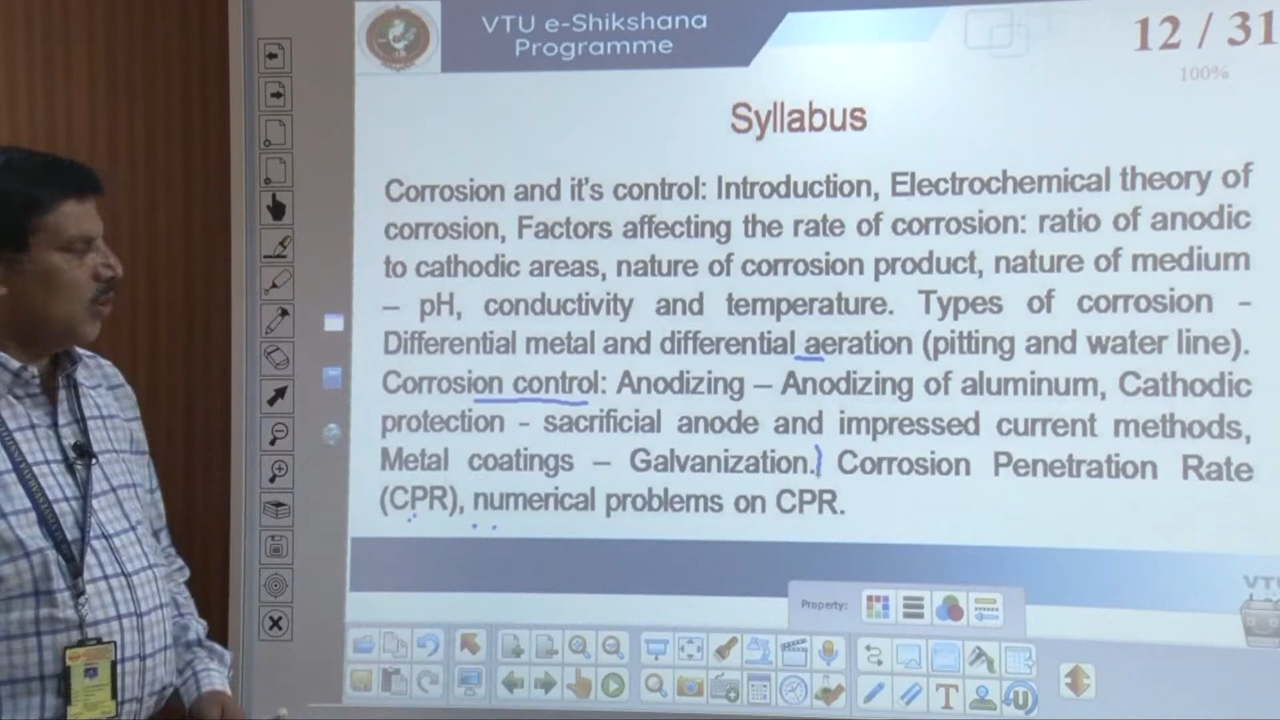 VTU e-Shikshana
Programme
12 / 31
100%
Syllabus
Corrosion and it's control: Introduction, Electrochemical theory of
corrosion, Factors affecting the rate of corrosion: ratio of anodic
to cathodic areas, nature of corrosion product, nature of medium
– pH, conductivity and temperature. Types of corrosion -
Differential metal and differential aeration (pitting and water line).
Corrosion control: Anodizing – Anodizing of aluminum, Cathodic
protection - sacrificial anode and impressed current methods,
Metal coatings – Galvanization. Corrosion Penetration Rate
(CPR), numerical problems on CPR.
VTU
Property: